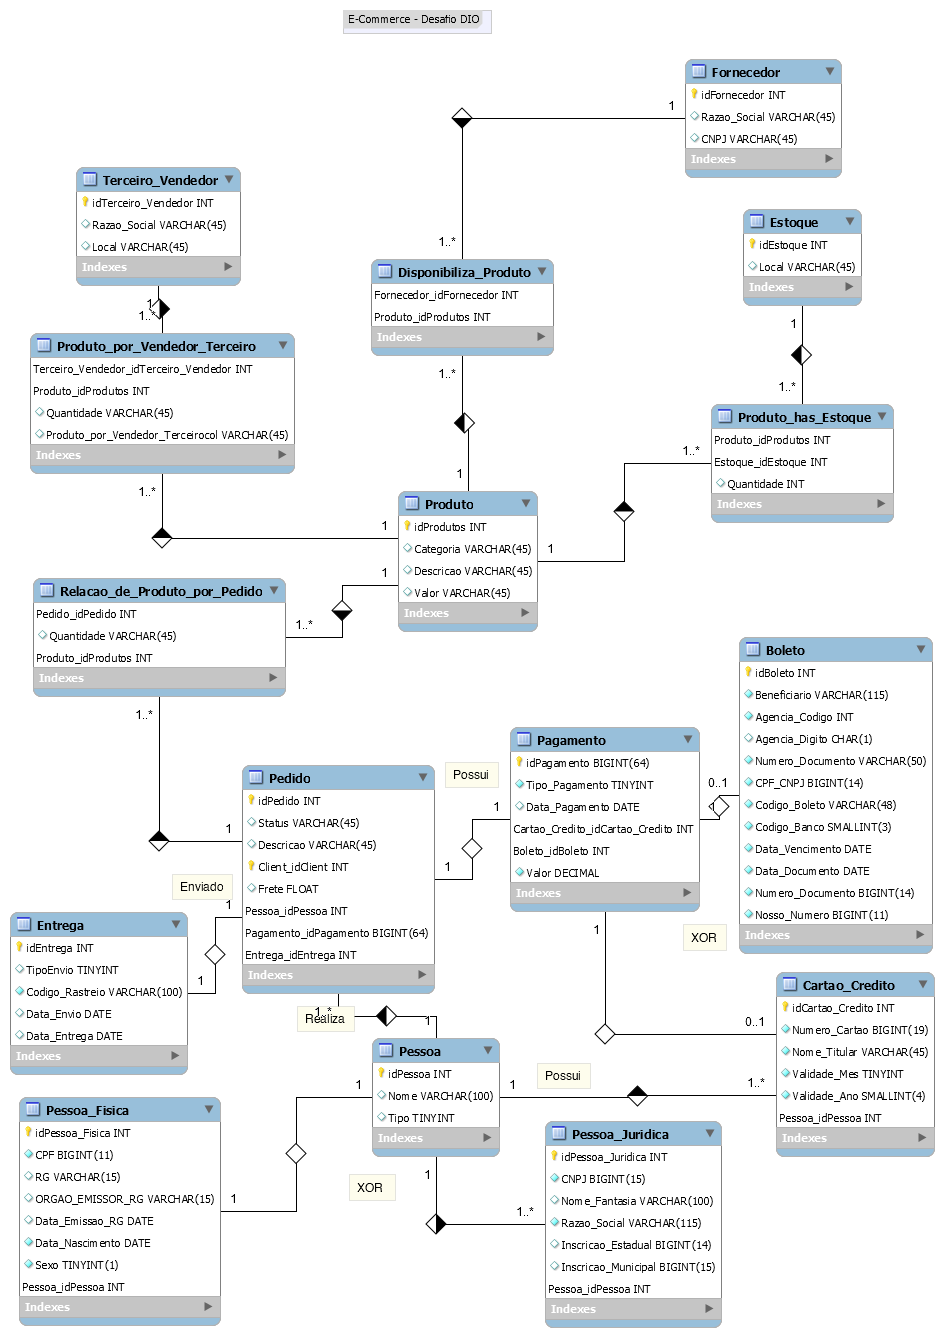 E-Commerce - Desafio DIO
Fornecedor
idFornecedor INT
Razao_Social VARCHAR(45)
CNPJ VARCHAR(45)
Indexes
1
1..*
Terceiro_Vendedor
idTerceiro_Vendedor INT
Razao_Social VARCHAR(45)
Local VARCHAR(45)
Indexes
1
1..*
Estoque
idEstoque INT
Local VARCHAR(45)
Indexes
1
1..*
Disponibiliza_Produto
Fornecedor_idFornecedor INT
Produto_idProdutos INT
Indexes
1..*
1
Produto_por_Vendedor_Terceiro
Terceiro_Vendedor_idTerceiro_Vendedor INT
Produto_idProdutos INT
Quantidade VARCHAR(45)
Produto_por_Vendedor_Terceirocol VARCHAR(45)
Indexes
1..*
1
Produto_has_Estoque
Produto_idProdutos INT
Estoque_idEstoque INT
Quantidade INT
Indexes
1..*
1
Produto
idProdutos INT
Categoria VARCHAR(45)
Descricao VARCHAR(45)
Valor VARCHAR(45)
Indexes
1
1..*
Relacao_de_Produto_por_Pedido
Pedido_idPedido INT
Quantidade VARCHAR(45)
Produto_idProdutos INT
Indexes
1..*
1
Boleto
idBoleto INT
Beneficiario VARCHAR(115)
Agencia_Codigo INT
Agencia_Digito CHAR(1)
Numero_Documento VARCHAR(50)
CPF_CNPJ BIGINT(14)
Codigo_Boleto VARCHAR(48)
Codigo_Banco SMALLINT(3)
Data_Vencimento DATE
Data_Documento DATE
Numero_Documento BIGINT(14)
Nosso_Numero BIGINT(11)
Indexes
0..1
Pagamento
idPagamento BIGINT(64)
Tipo_Pagamento TINYINT
Data_Pagamento DATE
Cartao_Credito_idCartao_Credito INT
Boleto_idBoleto INT
Valor DECIMAL
Indexes
1
XOR
0..1
Possui
1
1
Pedido
idPedido INT
Status VARCHAR(45)
Descricao VARCHAR(45)
Client_idClient INT
Frete FLOAT
Pessoa_idPessoa INT
Pagamento_idPagamento BIGINT(64)
Entrega_idEntrega INT
Indexes
Enviado
1
1
Entrega
idEntrega INT
TipoEnvio TINYINT
Codigo_Rastreio VARCHAR(100)
Data_Envio DATE
Data_Entrega DATE
Indexes
Cartao_Credito
idCartao_Credito INT
Numero_Cartao BIGINT(19)
Nome_Titular VARCHAR(45)
Validade_Mes TINYINT
Validade_Ano SMALLINT(4)
Pessoa_idPessoa INT
Indexes
1..*
Realiza
1
Pessoa
idPessoa INT
Nome VARCHAR(100)
Tipo TINYINT
Indexes
1
Possui
1..*
1
1
Pessoa_Fisica
idPessoa_Fisica INT
CPF BIGINT(11)
RG VARCHAR(15)
ORGAO_EMISSOR_RG VARCHAR(15)
Data_Emissao_RG DATE
Data_Nascimento DATE
Sexo TINYINT(1)
Pessoa_idPessoa INT
Indexes
XOR
1
1..*
Pessoa_Juridica
idPessoa_Juridica INT
CNPJ BIGINT(15)
Nome_Fantasia VARCHAR(100)
Razao_Social VARCHAR(115)
Inscricao_Estadual BIGINT(14)
Inscricao_Municipal BIGINT(15)
Pessoa_idPessoa INT
Indexes